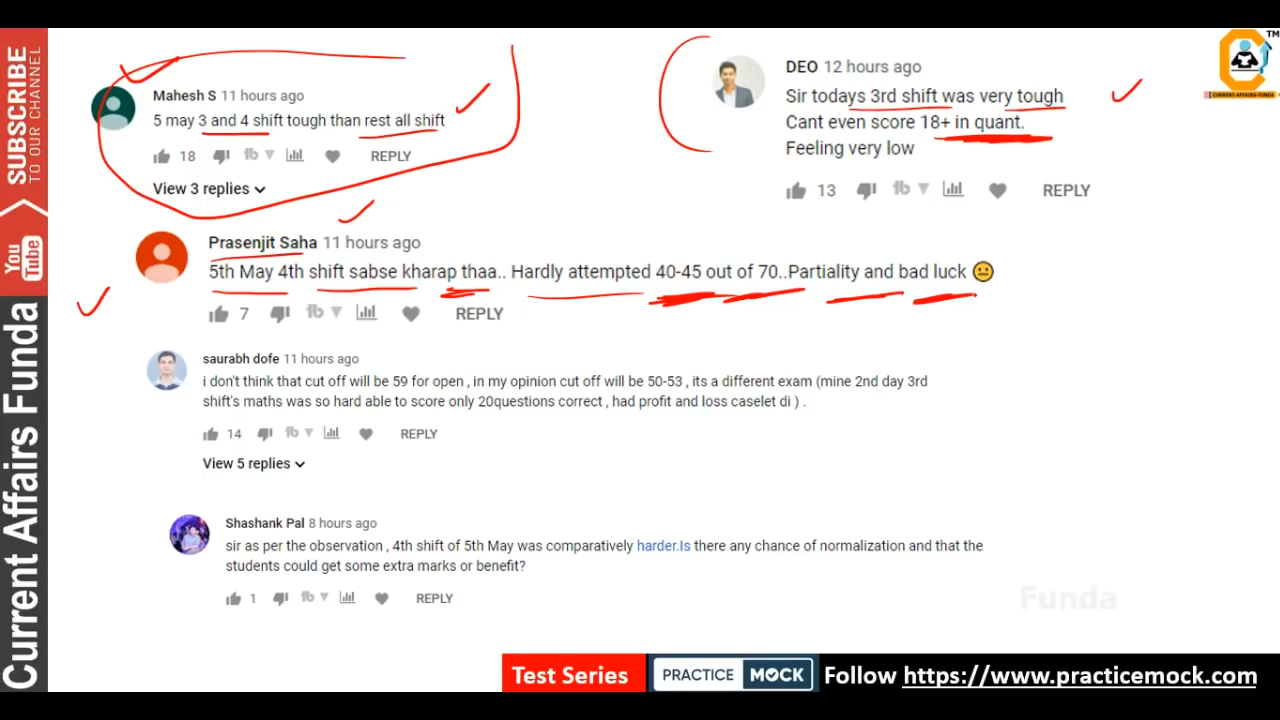 SUBSCRIBE
TO OUR CHANNEL
You
Tube
Current Affairs Funda
Mahesh S 11 hours ago
5 may 3 and 4 shift tough than rest all shift
18 REPLY
View 3 replies
DEO 12 hours ago
Sir todays 3rd shift was very tough
Cant even score 18+ in quant.
Feeling very low
13 REPLY
TM
CURRENT-AFFAIRS-FUNDA
Prasenjit Saha 11 hours ago
5th May 4th shift sabse kharap thaa.. Hardly attempted 40-45 out of 70..Partiality and bad luck 😐
7 REPLY
saurabh dofe 11 hours ago
i don't think that cut off will be 59 for open , in my opinion cut off will be 50-53 , its a different exam (mine 2nd day 3rd
shift's maths was so hard able to score only 20questions correct , had profit and loss caselet di ) .
14 REPLY
View 5 replies
Shashank Pal 8 hours ago
sir as per the observation , 4th shift of 5th May was comparatively harder.Is there any chance of normalization and that the
students could get some extra marks or benefit?
1 REPLY
Funda
Test Series PRACTICE MOCK Follow https://www.practicemock.com